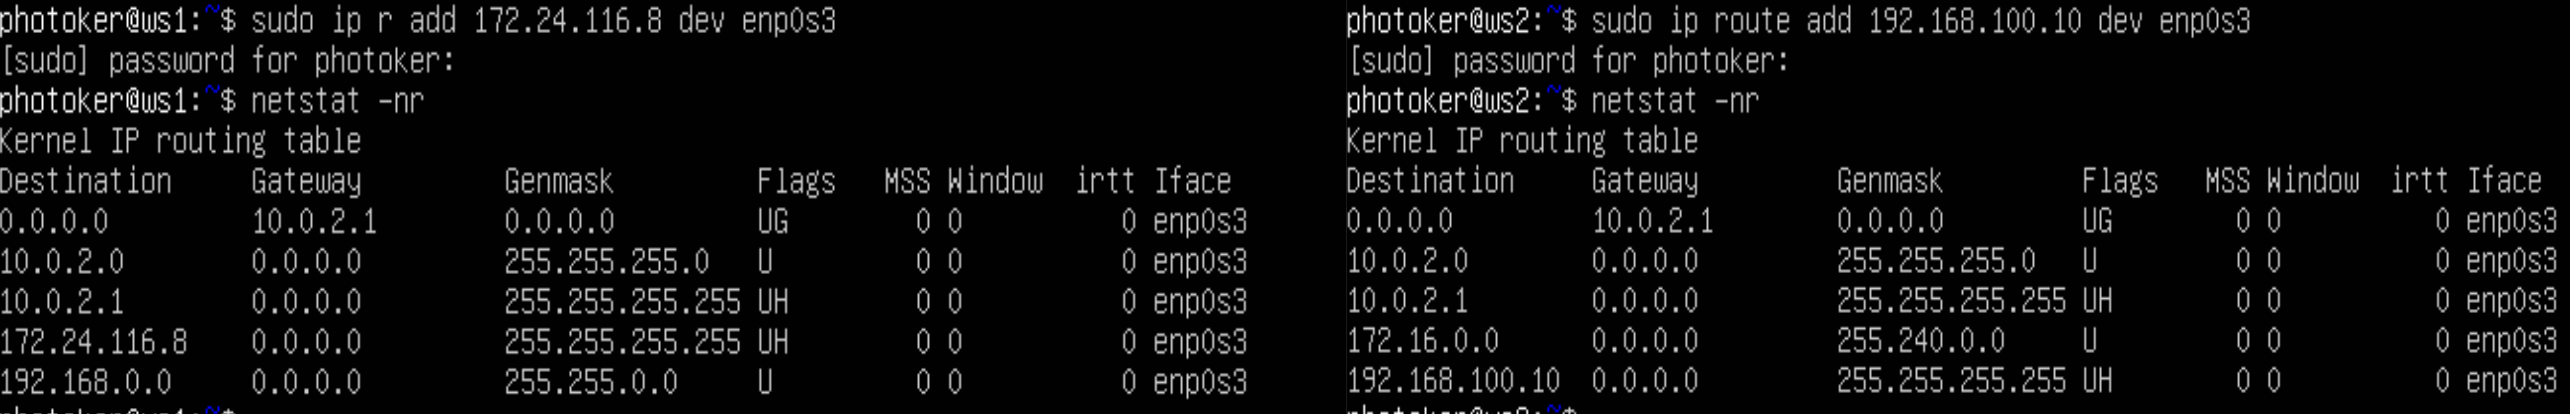 photoker@ws1:~$ sudo ip r add 172.24.116.8 dev enp0s3
[sudo] password for photoker:
photoker@ws1:~$ netstat -nr
Kernel IP routing table
Destination     Gateway         Genmask         Flags   MSS Window  irtt Iface
0.0.0.0         10.0.2.1        0.0.0.0         UG        0 0          0 enp0s3
10.0.2.0        0.0.0.0         255.255.255.0   U         0 0          0 enp0s3
10.0.2.1        0.0.0.0         255.255.255.255 UH        0 0          0 enp0s3
172.24.116.8    0.0.0.0         255.255.255.255 UH        0 0          0 enp0s3
192.168.0.0     0.0.0.0         255.255.0.0     U         0 0          0 enp0s3
photoker@ws1:~$
photoker@ws2:~$ sudo ip route add 192.168.100.10 dev enp0s3
[sudo] password for photoker:
photoker@ws2:~$ netstat -nr
Kernel IP routing table
Destination     Gateway         Genmask         Flags   MSS Window  irtt Iface
0.0.0.0         10.0.2.1        0.0.0.0         UG        0 0          0 enp0s3
10.0.2.0        0.0.0.0         255.255.255.0   U         0 0          0 enp0s3
10.0.2.1        0.0.0.0         255.255.255.255 UH        0 0          0 enp0s3
172.16.0.0      0.0.0.0         255.240.0.0     U         0 0          0 enp0s3
192.168.100.10  0.0.0.0         255.255.255.255 UH        0 0          0 enp0s3
photoker@ws2:~$